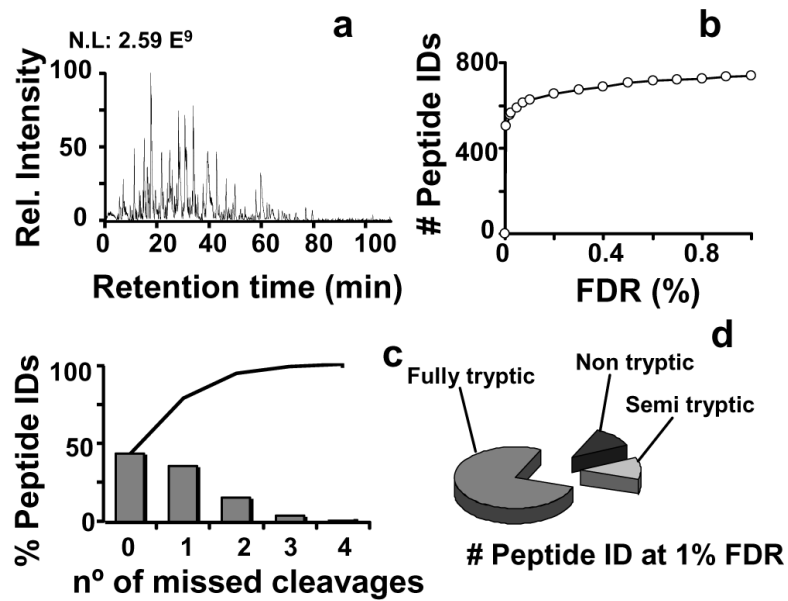 a
N.L: 2.59 E⁹
Rel. Intensity
100
50
0
0 20 40 60 80 100
Retention time (min)
b
# Peptide IDs
800
400
0
0 0.4 0.8
FDR (%)
c
% Peptide IDs
100
50
0
0 1 2 3 4
nº of missed cleavages
d
Fully tryptic
Non tryptic
Semi tryptic
# Peptide ID at 1% FDR